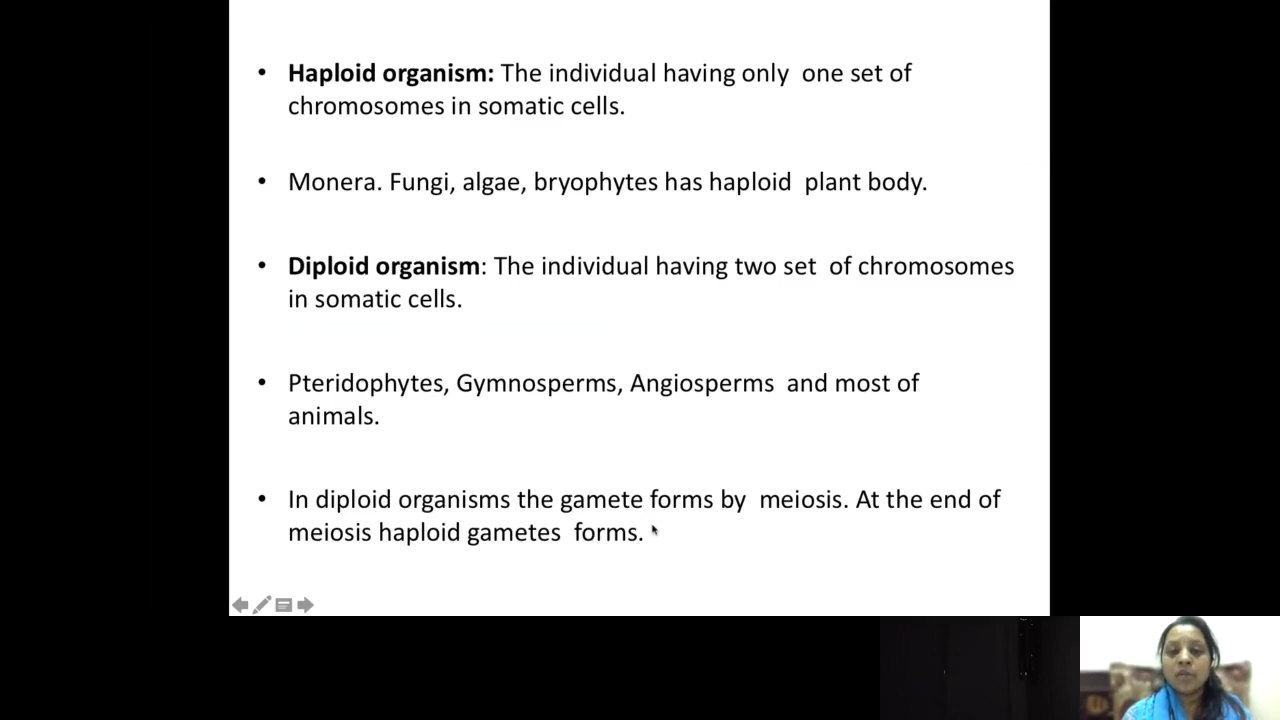 • Haploid organism: The individual having only one set of
chromosomes in somatic cells.
• Monera. Fungi, algae, bryophytes has haploid plant body.
• Diploid organism: The individual having two set of chromosomes
in somatic cells.
• Pteridophytes, Gymnosperms, Angiosperms and most of
animals.
• In diploid organisms the gamete forms by meiosis. At the end of
meiosis haploid gametes forms.